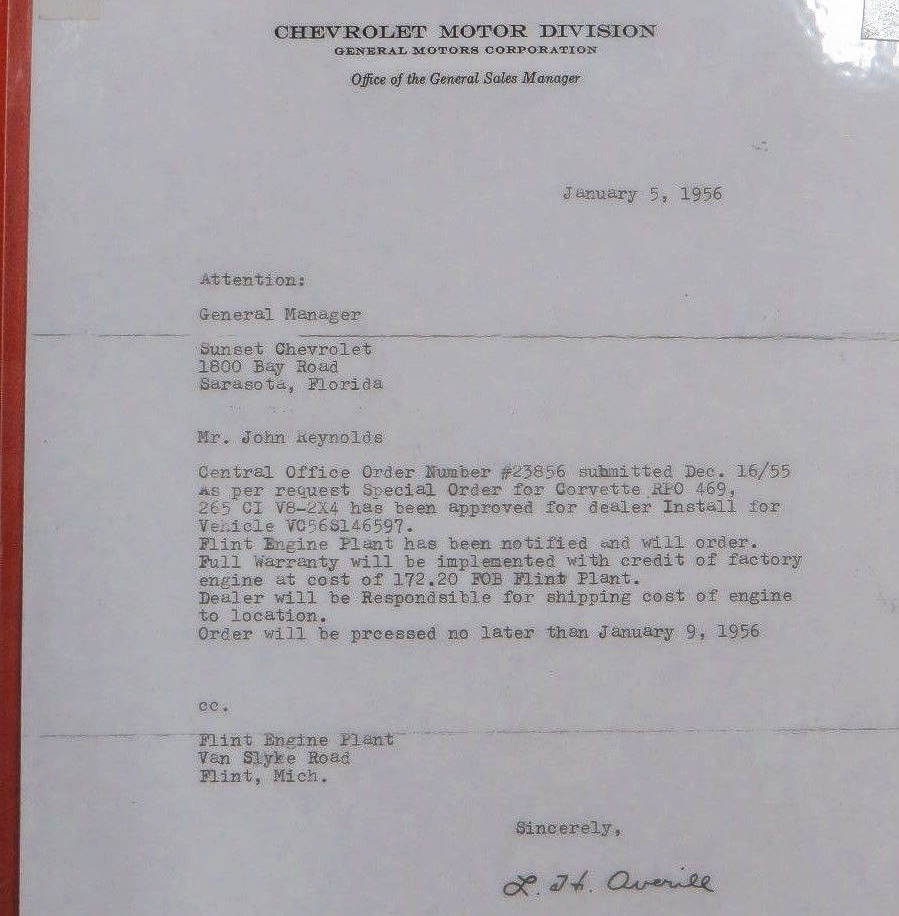 CHEVROLET MOTOR DIVISION
GENERAL MOTORS CORPORATION
Office of the General Sales Manager
January 5, 1956
Attention:
General Manager
Sunset Chevrolet
1800 Bay Road
Sarasota, Florida
Mr. John Reynolds
Central Office Order Number #23856 submitted Dec. 16/55
As per request Special Order for Corvette RPO 469,
265 CI V8-2X4 has been approved for dealer Install for
Vehicle VC56S146597.
Flint Engine Plant has been notified and will order.
Full Warranty will be implemented with credit of factory
engine at cost of 172.20 FOB Flint Plant.
Dealer will be Respondsible for shipping cost of engine
to location.
Order will be prcessed no later than January 9, 1956
cc.
Flint Engine Plant
Van Slyke Road
Flint, Mich.
Sincerely,
L. H. Averill